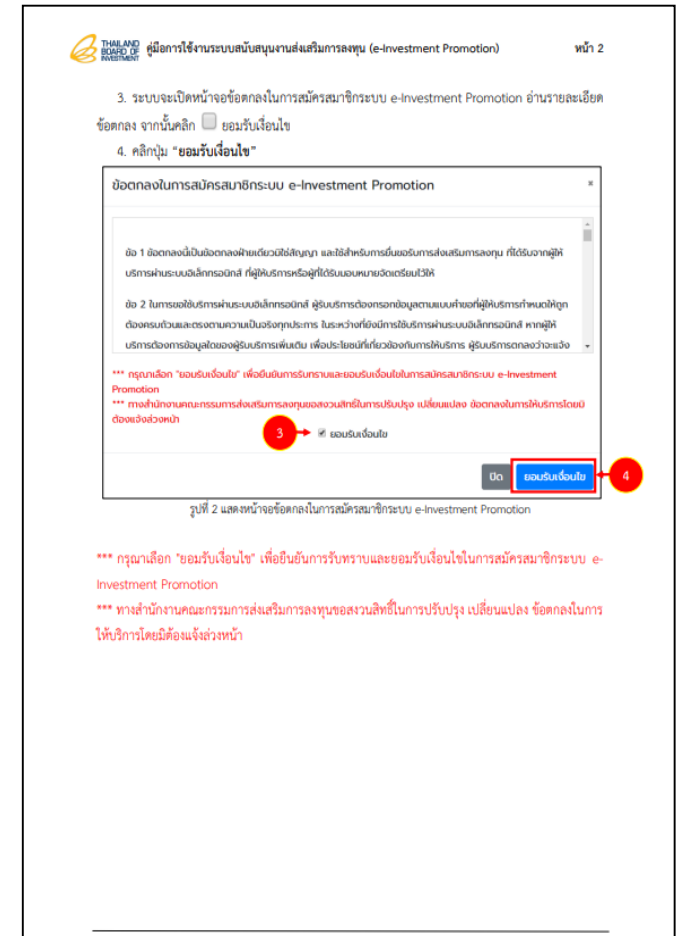 THAILAND
BOARD OF
INVESTMENT
คู่มือการใช้งานระบบสนับสนุนงานส่งเสริมการลงทุน (e-Investment Promotion) หน้า 2
3. ระบบจะเปิดหน้าจอข้อตกลงในการสมัครสมาชิกระบบ e-Investment Promotion อ่านรายละเอียด
ข้อตกลง จากนั้นคลิก ยอมรับเงื่อนไข
4. คลิกปุ่ม “ยอมรับเงื่อนไข”
ข้อตกลงในการสมัครสมาชิกระบบ e-Investment Promotion ×
ข้อ 1 ข้อตกลงนี้เป็นข้อตกลงฝ่ายเดียวมิใช่สัญญา และใช้สำหรับการยื่นขอรับการส่งเสริมการลงทุน ที่ได้รับจากผู้ให้
บริการผ่านระบบอิเล็กทรอนิกส์ ที่ผู้ให้บริการหรือผู้ที่ได้รับมอบหมายจัดเตรียมไว้ให้
ข้อ 2 ในการขอใช้บริการผ่านระบบอิเล็กทรอนิกส์ ผู้รับบริการต้องกรอกข้อมูลตามแบบคำขอที่ผู้ให้บริการกำหนดให้ถูก
ต้องครบถ้วนและตรงตามความเป็นจริงทุกประการ ในระหว่างที่ยังมีการใช้บริการผ่านระบบอิเล็กทรอนิกส์ หากผู้ให้
บริการต้องการข้อมูลใดของผู้รับบริการเพิ่มเติม เพื่อประโยชน์ที่เกี่ยวข้องกับการให้บริการ ผู้รับบริการตกลงว่าจะแจ้ง
*** กรุณาเลือก "ยอมรับเงื่อนไข" เพื่อยืนยันการรับทราบและยอมรับเงื่อนไขในการสมัครสมาชิกระบบ e-Investment
Promotion
*** ทางสำนักงานคณะกรรมการส่งเสริมการลงทุนขอสงวนสิทธิ์ในการปรับปรุง เปลี่ยนแปลง ข้อตกลงในการให้บริการโดยมิ
ต้องแจ้งล่วงหน้า
3 ยอมรับเงื่อนไข
ปิด ยอมรับเงื่อนไข 4
รูปที่ 2 แสดงหน้าจอข้อตกลงในการสมัครสมาชิกระบบ e-Investment Promotion
*** กรุณาเลือก "ยอมรับเงื่อนไข" เพื่อยืนยันการรับทราบและยอมรับเงื่อนไขในการสมัครสมาชิกระบบ e-
Investment Promotion
*** ทางสำนักงานคณะกรรมการส่งเสริมการลงทุนขอสงวนสิทธิ์ในการปรับปรุง เปลี่ยนแปลง ข้อตกลงในการ
ให้บริการโดยมิต้องแจ้งล่วงหน้า